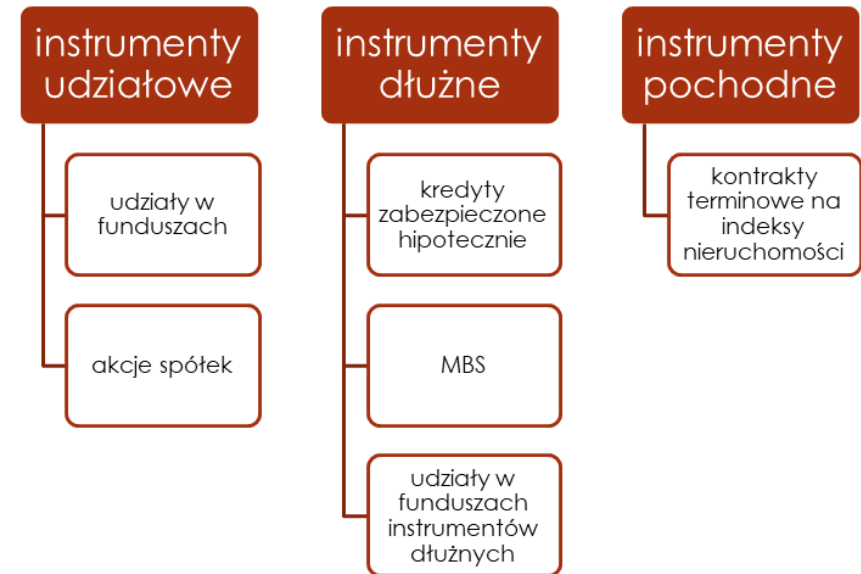 instrumenty
udziałowe
udziały w
funduszach
akcje spółek
instrumenty
dłużne
kredyty
zabezpieczone
hipotecznie
MBS
udziały w
funduszach
instrumentów
dłużnych
instrumenty
pochodne
kontrakty
terminowe na
indeksy
nieruchomości